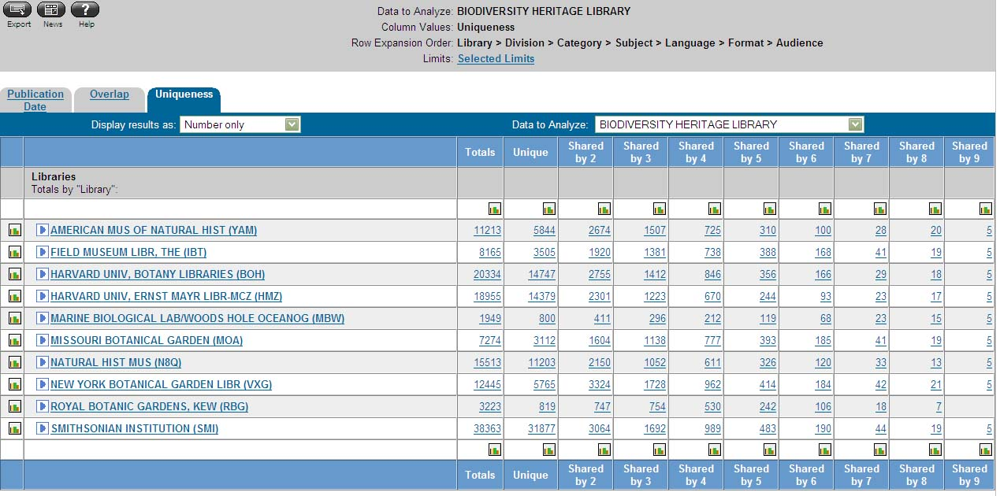 Export News Help
Data to Analyze: BIODIVERSITY HERITAGE LIBRARY
Column Values: Uniqueness
Row Expansion Order: Library > Division > Category > Subject > Language > Format > Audience
Limits: Selected Limits
Publication Date Overlap Uniqueness
Display results as: Number only Data to Analyze: BIODIVERSITY HERITAGE LIBRARY
Totals Unique Shared by 2 Shared by 3 Shared by 4 Shared by 5 Shared by 6 Shared by 7 Shared by 8 Shared by 9
Libraries
Totals by "Library":
AMERICAN MUS OF NATURAL HIST (YAM) 11213 5844 2674 1507 725 310 100 28 20 5
FIELD MUSEUM LIBR, THE (IBT) 8165 3505 1920 1381 738 388 168 41 19 5
HARVARD UNIV, BOTANY LIBRARIES (BOH) 20334 14747 2755 1412 846 356 166 29 18 5
HARVARD UNIV, ERNST MAYR LIBR-MCZ (HMZ) 18955 14379 2301 1223 670 244 93 23 17 5
MARINE BIOLOGICAL LAB/WOODS HOLE OCEANOG (MBW) 1949 800 411 296 212 119 68 23 15 5
MISSOURI BOTANICAL GARDEN (MOA) 7274 3112 1604 1138 777 393 185 41 19 5
NATURAL HIST MUS (N8Q) 15513 11203 2150 1052 611 326 120 33 13 5
NEW YORK BOTANICAL GARDEN LIBR (VXG) 12445 5765 3324 1728 962 414 184 42 21 5
ROYAL BOTANIC GARDENS, KEW (RBG) 3223 819 747 754 530 242 106 18 7
SMITHSONIAN INSTITUTION (SMI) 38363 31877 3064 1692 989 483 190 44 19 5
Totals Unique Shared by 2 Shared by 3 Shared by 4 Shared by 5 Shared by 6 Shared by 7 Shared by 8 Shared by 9